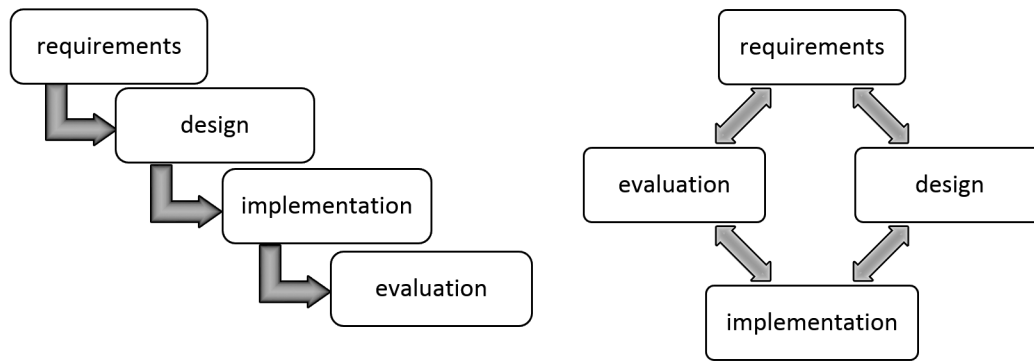 requirements
design
implementation
evaluation
requirements
evaluation
design
implementation